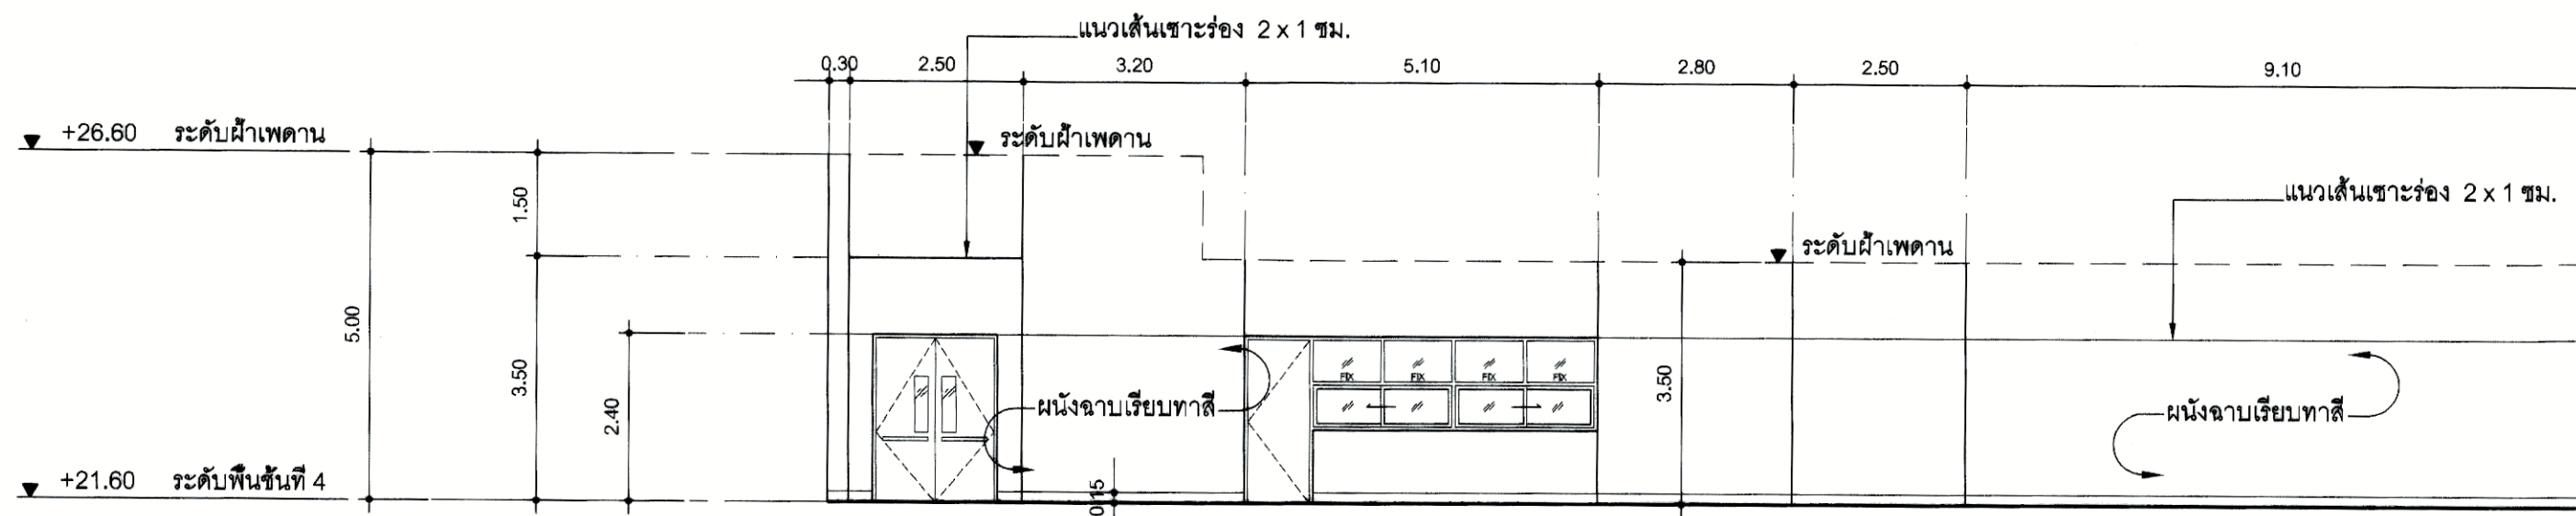 แนวเส้นเซาะร่อง 2 x 1 ซม.
0.30 2.50 3.20 5.10 2.80 2.50 9.10
+26.60 ระดับฝ้าเพดาน
ระดับฝ้าเพดาน
1.50
แนวเส้นเซาะร่อง 2 x 1 ซม.
ระดับฝ้าเพดาน
5.00
3.50
2.40
FIX FIX FIX FIX
3.50
ผนังฉาบเรียบทาสี
ผนังฉาบเรียบทาสี
+21.60 ระดับพื้นชั้นที่ 4
0.15